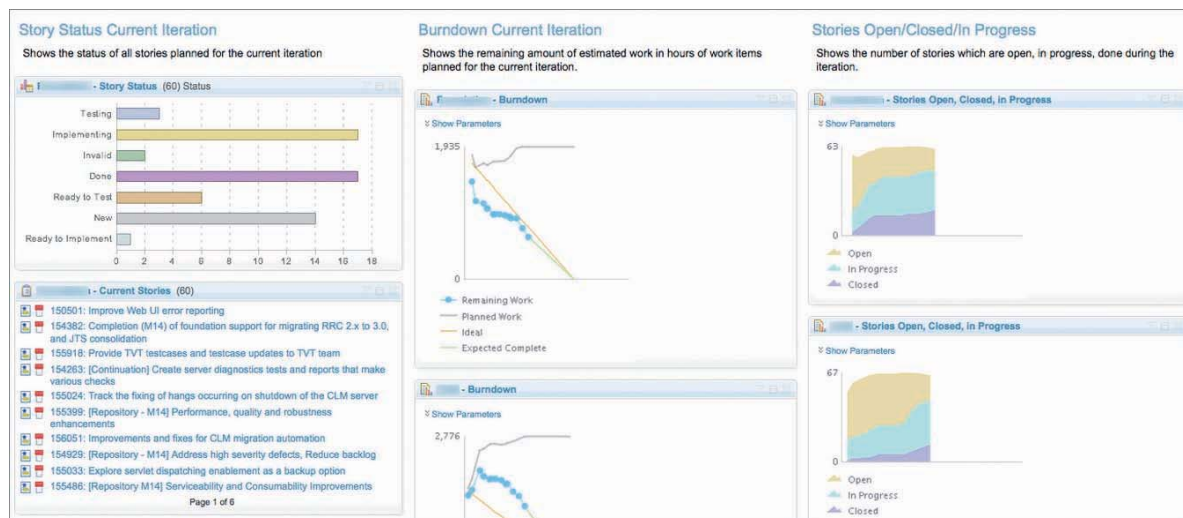 Story Status Current Iteration
Shows the status of all stories planned for the current iteration
- Story Status (60) Status
Testing
Implementing
Invalid
Done
Ready to Test
New
Ready to Implement
0 2 4 6 8 10 12 14 16 18
- Current Stories (60)
150501: Improve Web UI error reporting
154382: Completion (M14) of foundation support for migrating RRC 2.x to 3.0,
and JTS consolidation
155918: Provide TVT testcases and testcase updates to TVT team
154263: [Continuation] Create server diagnostics tests and reports that make
various checks
155024: Track the fixing of hangs occurring on shutdown of the CLM server
155399: [Repository - M14] Performance, quality and robustness
enhancements
156051: Improvements and fixes for CLM migration automation
154929: [Repository - M14] Address high severity defects, Reduce backlog
155033: Explore servlet dispatching enablement as a backup option
155486: [Repository M14] Serviceability and Consumability Improvements
Page 1 of 6
Burndown Current Iteration
Shows the remaining amount of estimated work in hours of work items
planned for the current iteration.
- Burndown
Show Parameters
1,935
0
Remaining Work
Planned Work
Ideal
Expected Complete
- Burndown
Show Parameters
2,776
Stories Open/Closed/In Progress
Shows the number of stories which are open, in progress, done during the
iteration.
- Stories Open, Closed, in Progress
Show Parameters
63
0
Open
In Progress
Closed
- Stories Open, Closed, in Progress
Show Parameters
67
0
Open
In Progress
Closed